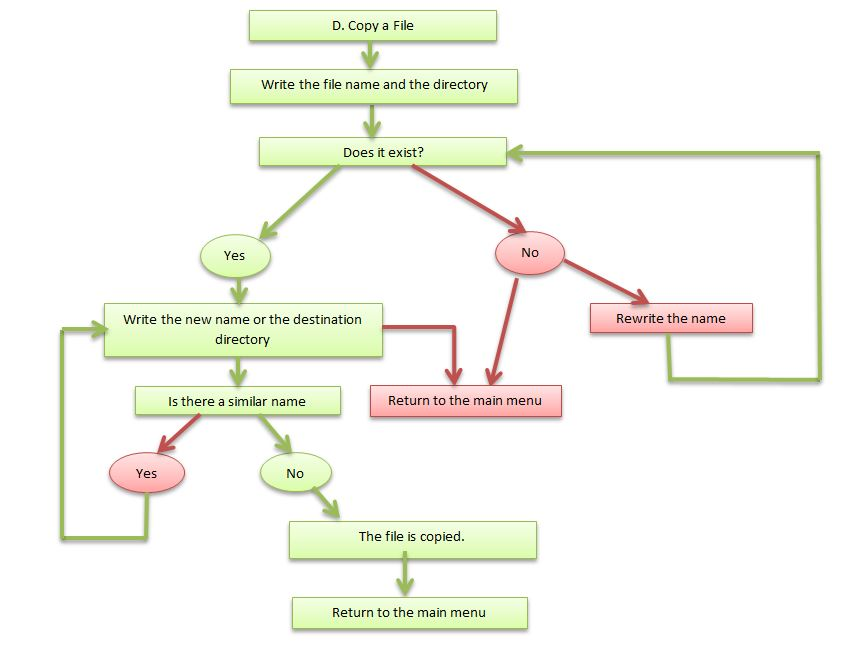 D. Copy a File
Write the file name and the directory
Does it exist?
Yes
No
Write the new name or the destination
directory
Rewrite the name
Is there a similar name
Return to the main menu
Yes
No
The file is copied.
Return to the main menu